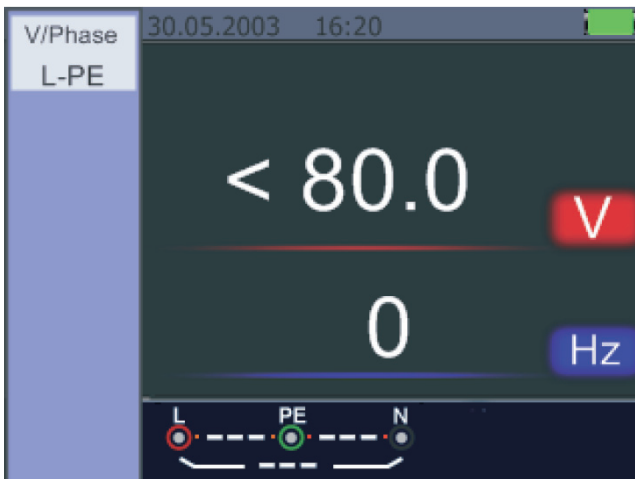 V/Phase
L-PE
30.05.2003 16:20
< 80.0
V
0
Hz
L PE N
--- ---
---